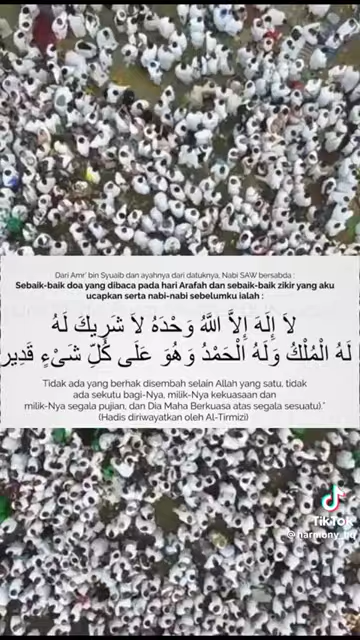 Dari Amr' bin Syuaib dan ayahnya dari datuknya, Nabi SAW bersabda :
Sebaik-baik doa yang dibaca pada hari Arafah dan sebaik-baik zikir yang aku
ucapkan serta nabi-nabi sebelumku ialah :
لاَ إِلَهَ إِلاَّ اللَّهُ وَحْدَهُ لاَ شَرِيكَ لَهُ
لَهُ الْمُلْكُ وَلَهُ الْحَمْدُ وَهُوَ عَلَى كُلِّ شَىْءٍ قَدِير
Tidak ada yang berhak disembah selain Allah yang satu, tidak
ada sekutu bagi-Nya, milik-Nya kekuasaan dan
milik-Nya segala pujian, dan Dia Maha Berkuasa atas segala sesuatu)."
(Hadis diriwayatkan oleh Al-Tirmizi)
TikTok